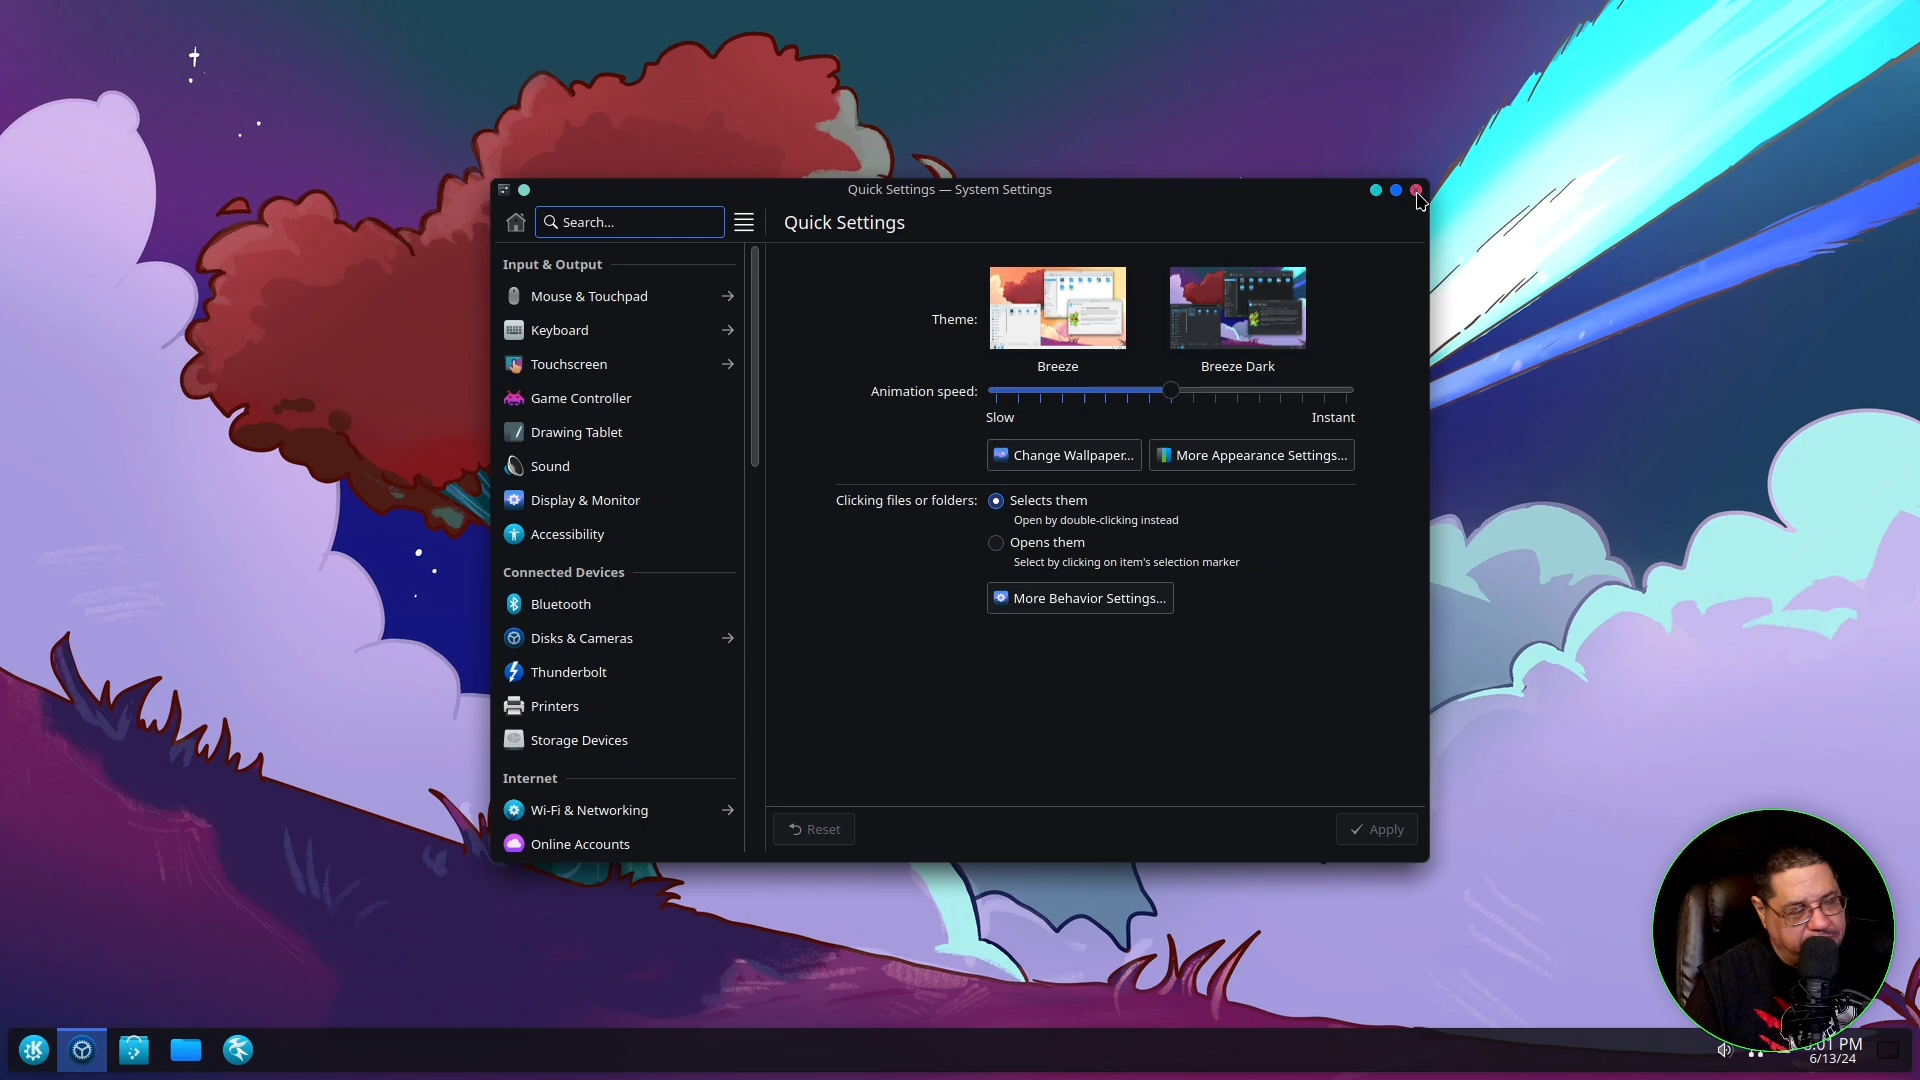 Quick Settings — System Settings
Search...
Quick Settings
Input & Output
Mouse & Touchpad
Keyboard
Touchscreen
Game Controller
Drawing Tablet
Sound
Display & Monitor
Accessibility
Connected Devices
Bluetooth
Disks & Cameras
Thunderbolt
Printers
Storage Devices
Internet
Wi-Fi & Networking
Online Accounts
Theme:
Breeze
Breeze Dark
Animation speed:
Slow
Instant
Change Wallpaper...
More Appearance Settings...
Clicking files or folders:
Selects them
Open by double-clicking instead
Opens them
Select by clicking on item's selection marker
More Behavior Settings...
Reset
Apply
PM
6/13/24